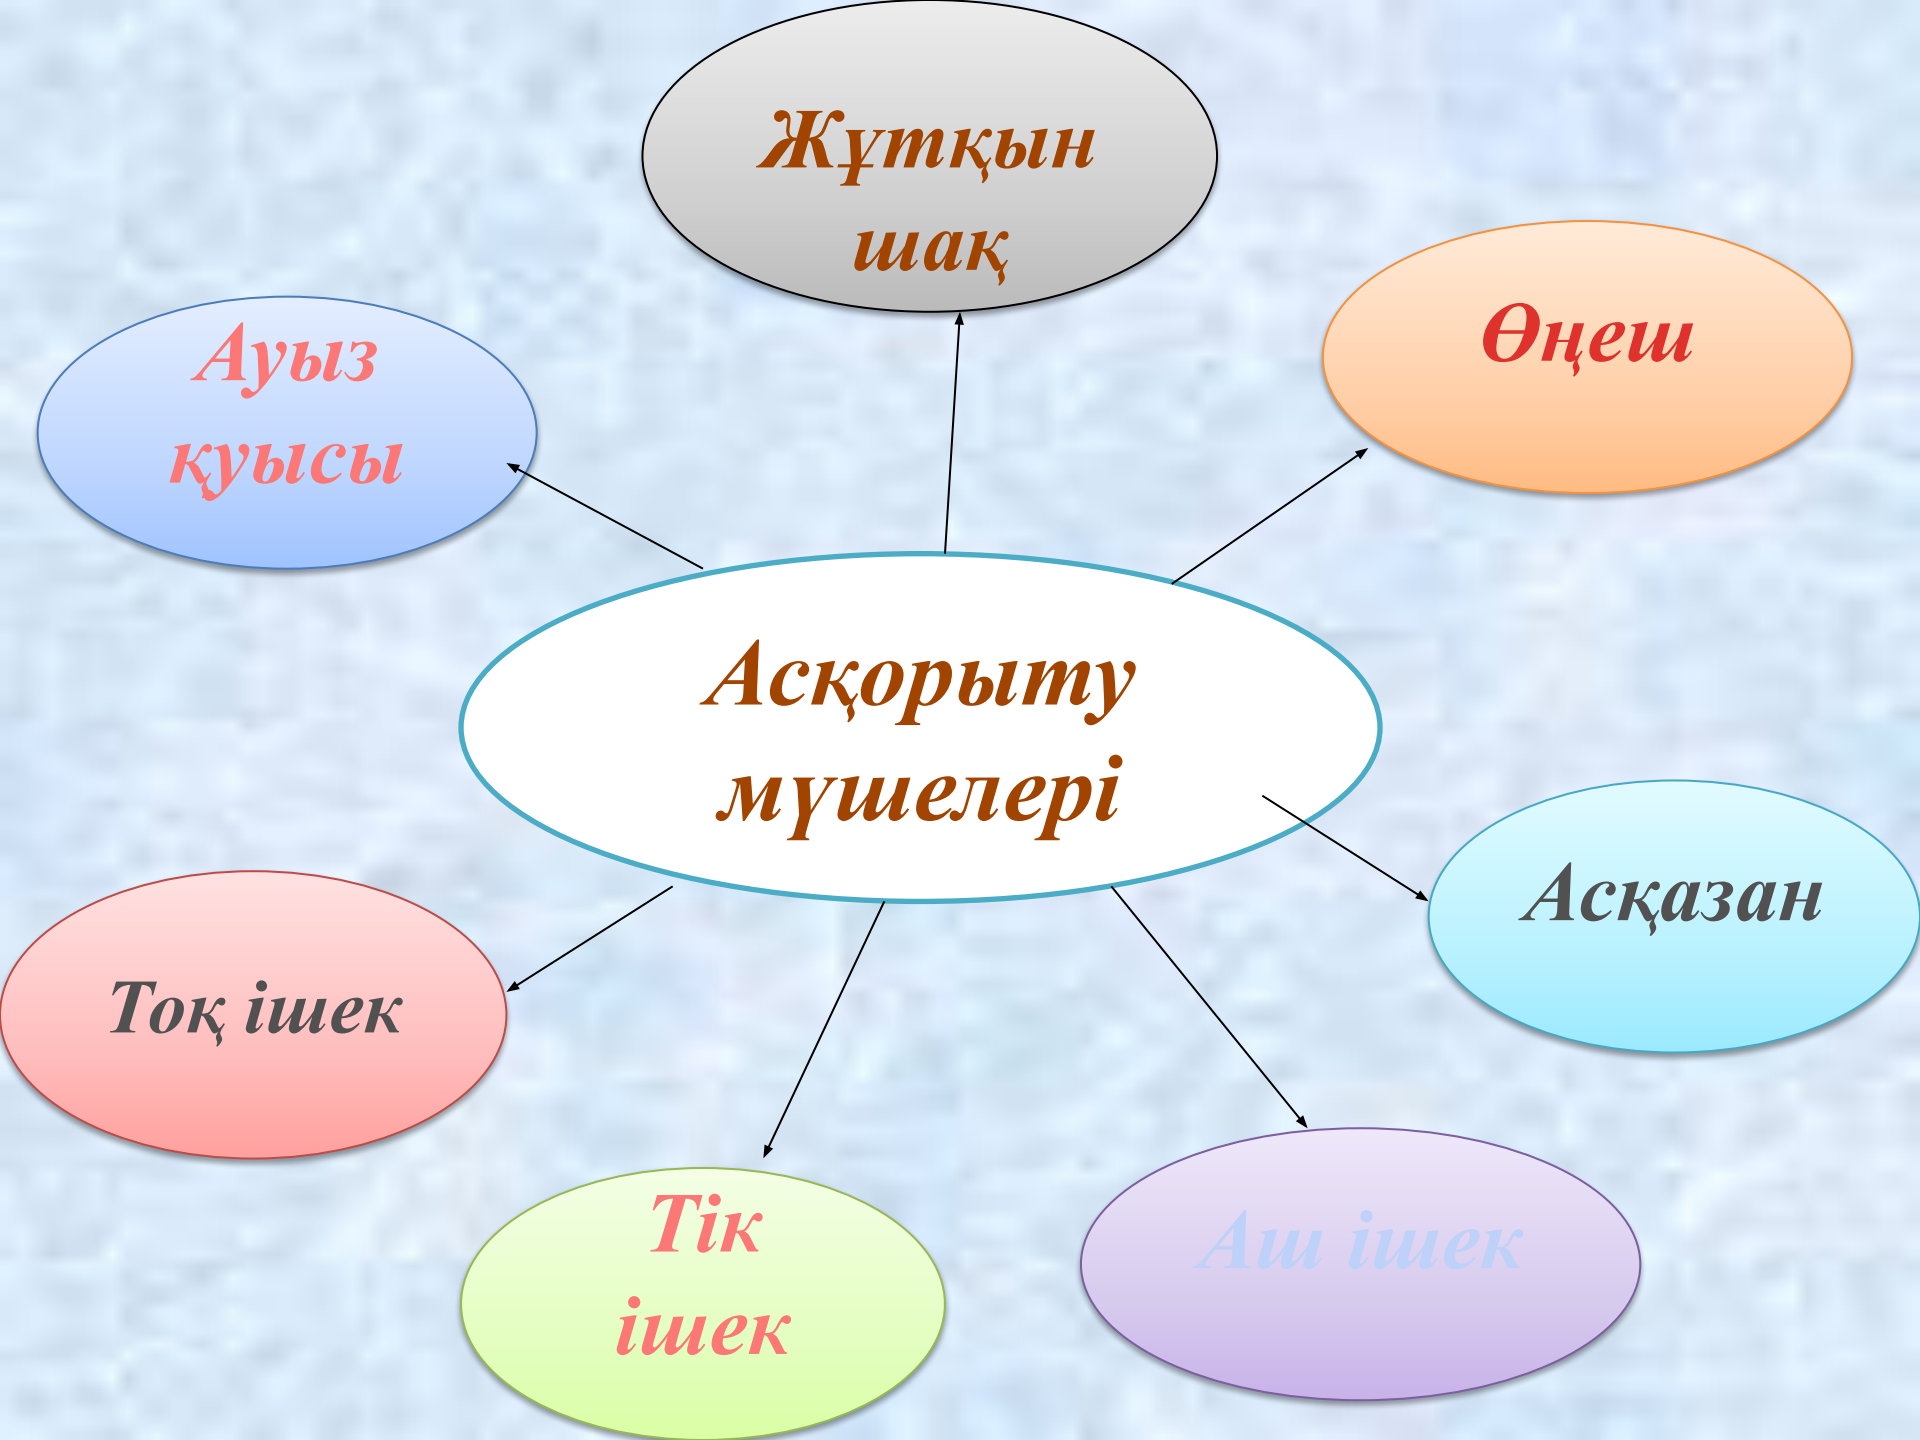 Жұтқын
шақ
Өңеш
Ауыз
қуысы
Асқорыту
мүшелері
Асқазан
Тоқ ішек
Тік
ішек
Аш ішек